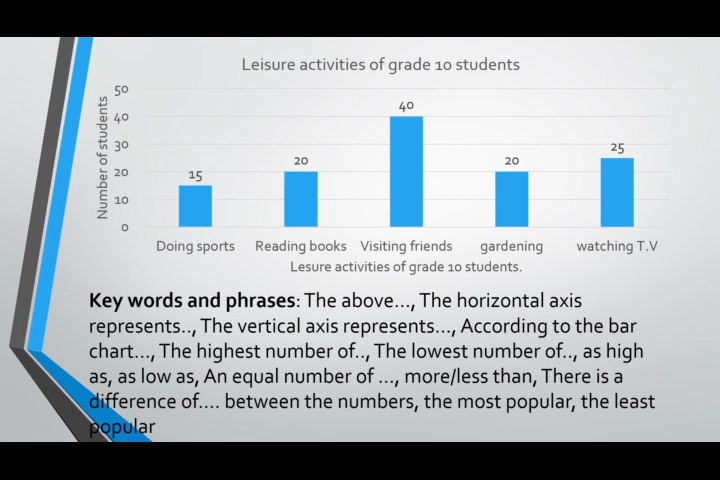 Leisure activities of grade 10 students
Number of students
50
40
30
20
10
0
15
20
40
20
25
Doing sports
Reading books
Visiting friends
gardening
watching T.V
Lesure activities of grade 10 students.
Key words and phrases: The above..., The horizontal axis
represents.., The vertical axis represents..., According to the bar
chart..., The highest number of.., The lowest number of.., as high
as, as low as, An equal number of ..., more/less than, There is a
difference of.... between the numbers, the most popular, the least
popular